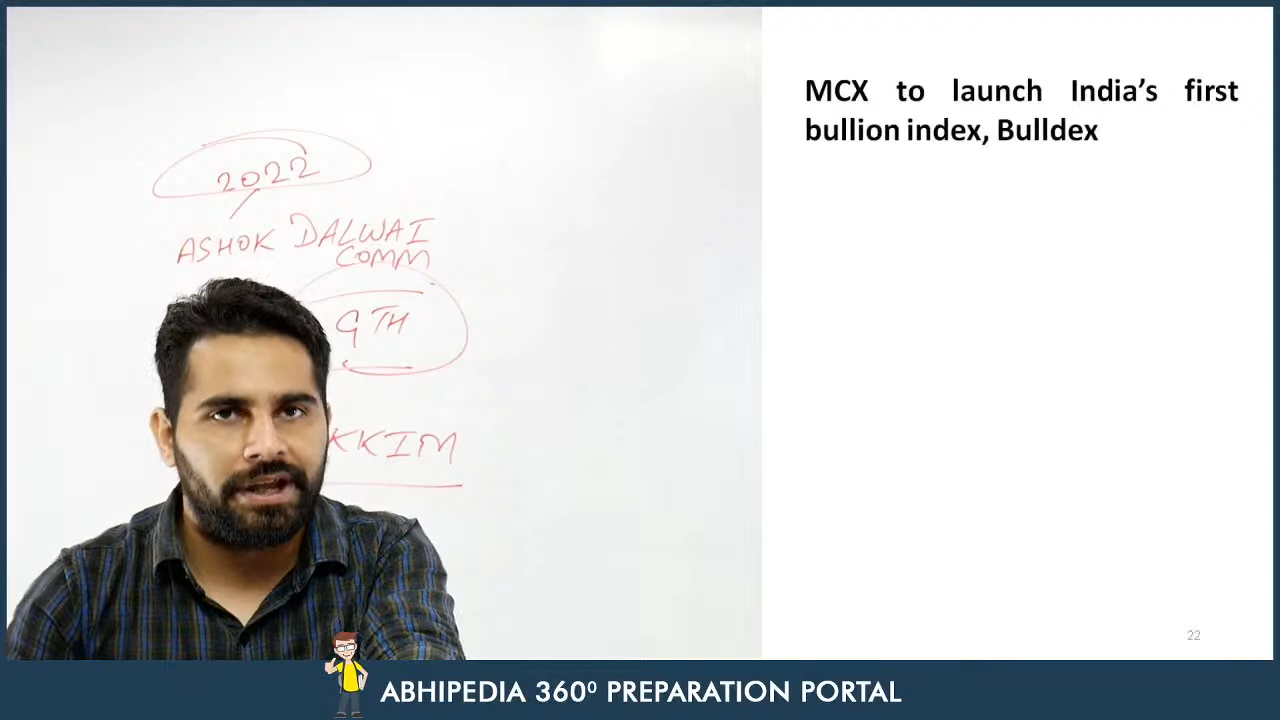 2022
ASHOK DALWAI
COMM
9TH
KKIM
MCX to launch India's first
bullion index, Bulldex
22
ABHIPEDIA 360⁰ PREPARATION PORTAL